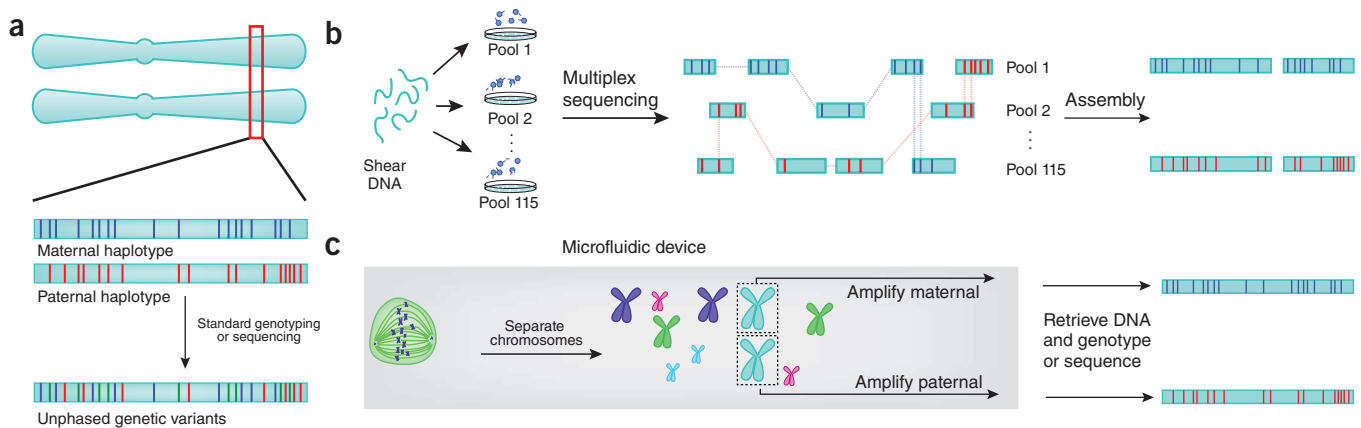 a
Maternal haplotype
Paternal haplotype
Standard genotyping
or sequencing
Unphased genetic variants
b
Shear
DNA
Pool 1
Pool 2
Pool 115
Multiplex
sequencing
Pool 1
Pool 2
Pool 115
Assembly
c
Microfluidic device
Separate
chromosomes
Amplify maternal
Amplify paternal
Retrieve DNA
and genotype
or sequence